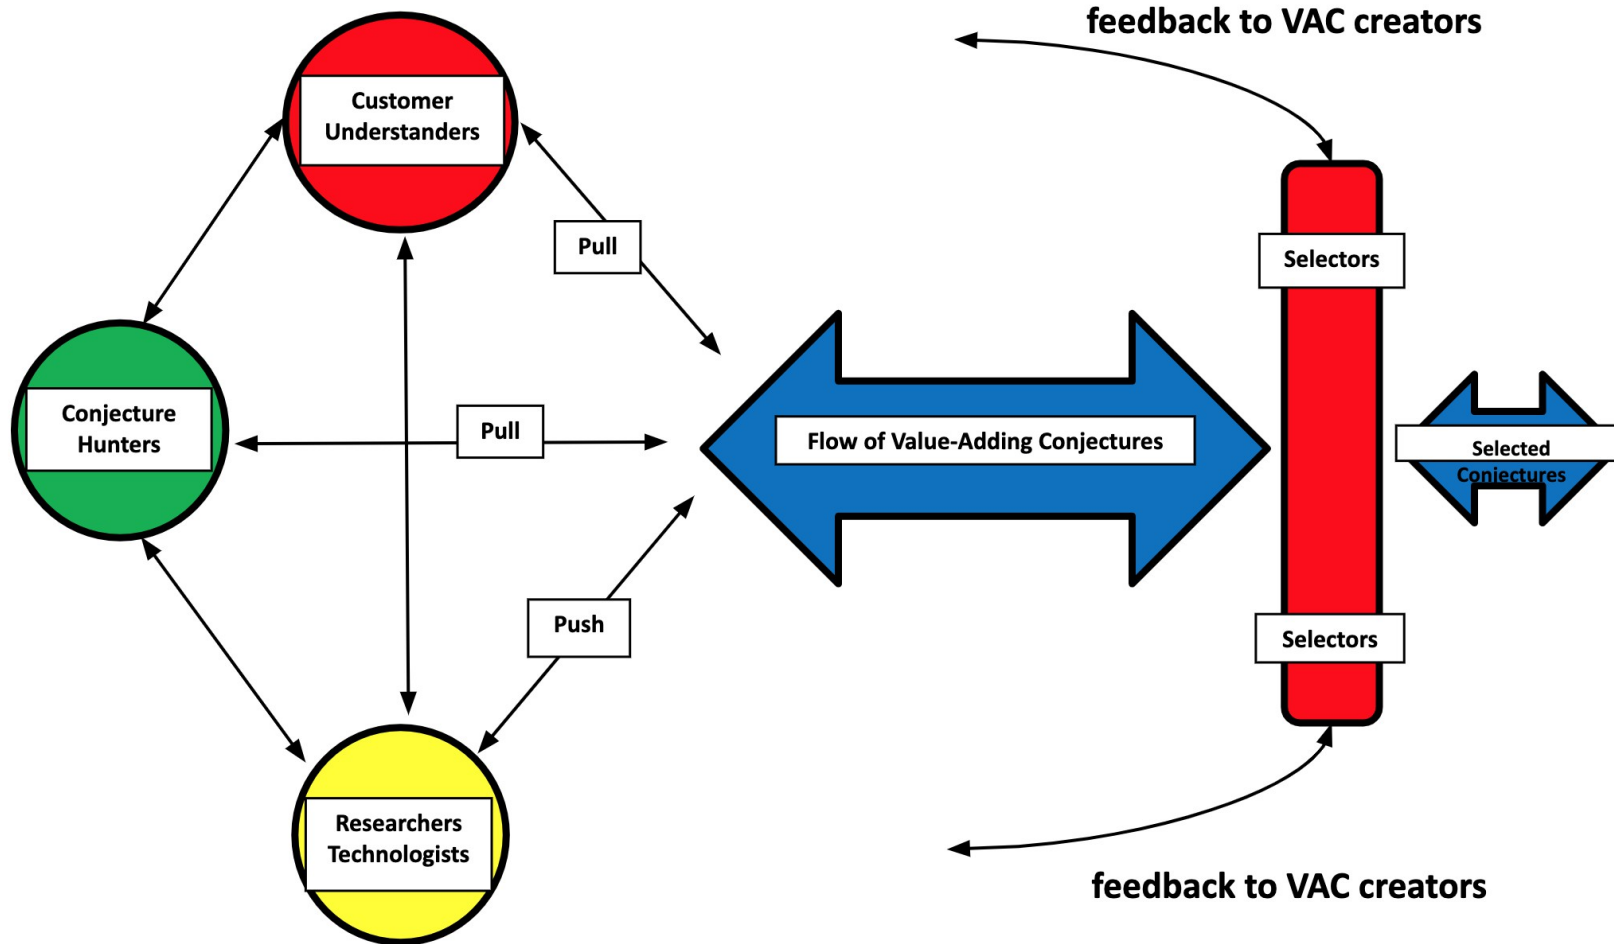 feedback to VAC creators
Customer
Understanders
Pull
Selectors
Conjecture
Hunters
Pull
Flow of Value-Adding Conjectures
Selected
Conjectures
Push
Selectors
Researchers
Technologists
feedback to VAC creators